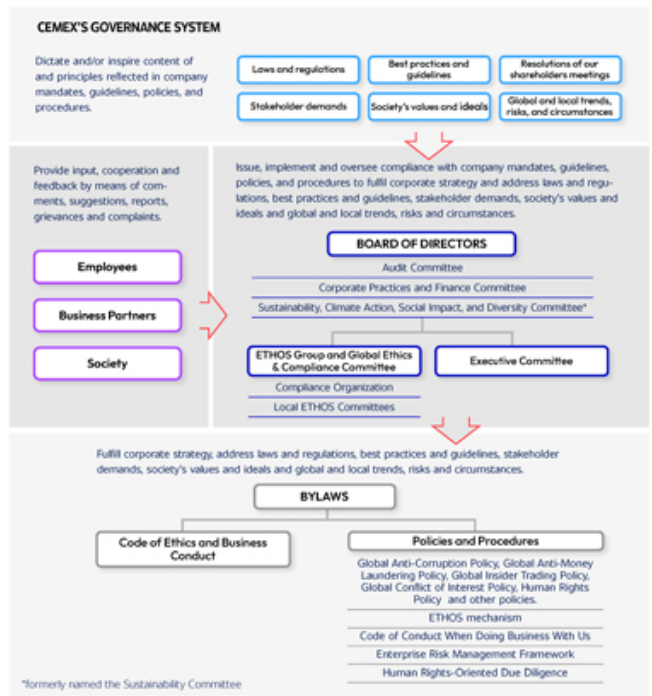 CEMEX'S GOVERNANCE SYSTEM
Dictate and/or inspire content of
and principles reflected in company
mandates, guidelines, policies, and
procedures.
Laws and regulations
Best practices and
guidelines
Resolutions of our
shareholders meetings
Stakeholder demands
Society's values and ideals
Global and local trends,
risks, and circumstances
Provide input, cooperation and
feedback by means of com-
ments, suggestions, reports,
grievances and complaints.
Employees
Business Partners
Society
Issue, implement and oversee compliance with company mandates, guidelines,
policies, and procedures to fulfil corporate strategy and address laws and regu-
lations, best practices and guidelines, stakeholder demands, society's values and
ideals and global and local trends, risks and circumstances.
BOARD OF DIRECTORS
Audit Committee
Corporate Practices and Finance Committee
Sustainability, Climate Action, Social Impact, and Diversity Committee*
ETHOS Group and Global Ethics
& Compliance Committee
Compliance Organization
Local ETHOS Committees
Executive Committee
Fulfill corporate strategy, address laws and regulations, best practices and guidelines, stakeholder
demands, society's values and ideals and global and local trends, risks and circumstances.
BYLAWS
Code of Ethics and Business
Conduct
Policies and Procedures
Global Anti-Corruption Policy, Global Anti-Money
Laundering Policy, Global Insider Trading Policy,
Global Conflict of Interest Policy, Human Rights
Policy and other policies.
ETHOS mechanism
Code of Conduct When Doing Business With Us
Enterprise Risk Management Framework
Human Rights-Oriented Due Diligence
*formerly named the Sustainability Committee